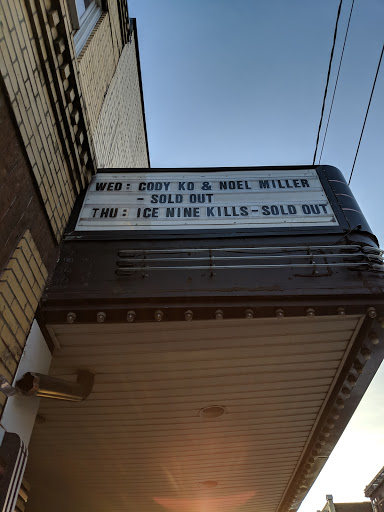 WED: CODY KO & NOEL MILLER
- SOLD OUT
THU: ICE NINE KILLS-SOLD OUT